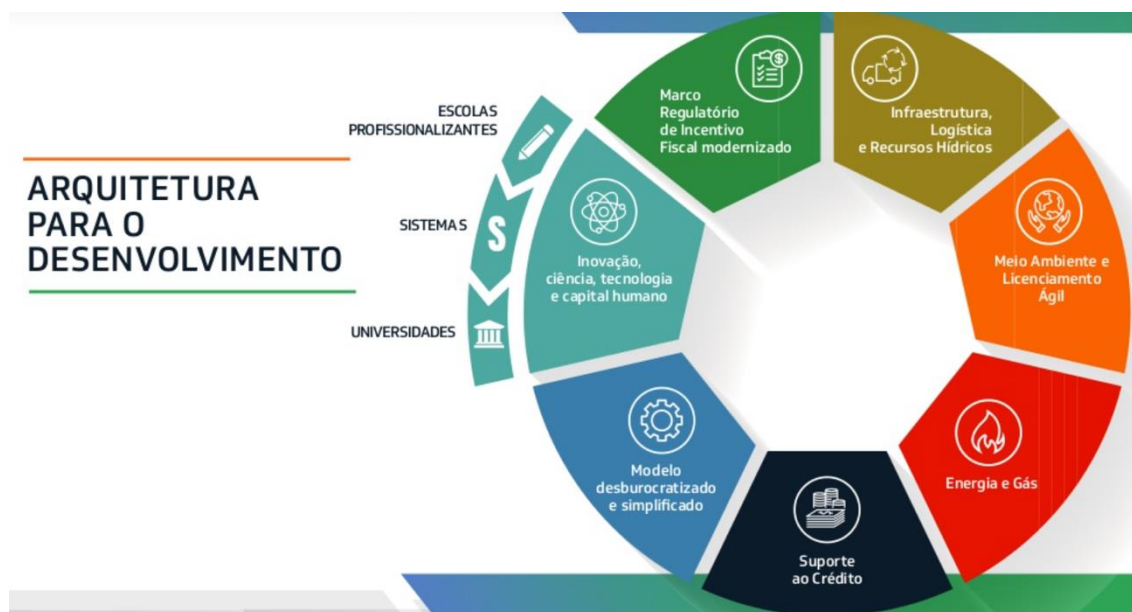 ARQUITETURA
PARA O
DESENVOLVIMENTO
ESCOLAS
PROFISSIONALIZANTES
SISTEMAS
S
UNIVERSIDADES
Marco
Regulatório
de Incentivo
Fiscal modernizado
Infraestrutura,
Logística
e Recursos Hídricos
Meio Ambiente e
Licenciamento
Ágil
Energia e Gás
Suporte
ao Crédito
Modelo
desburocratizado
e simplificado
Inovação,
ciência, tecnologia
e capital humano